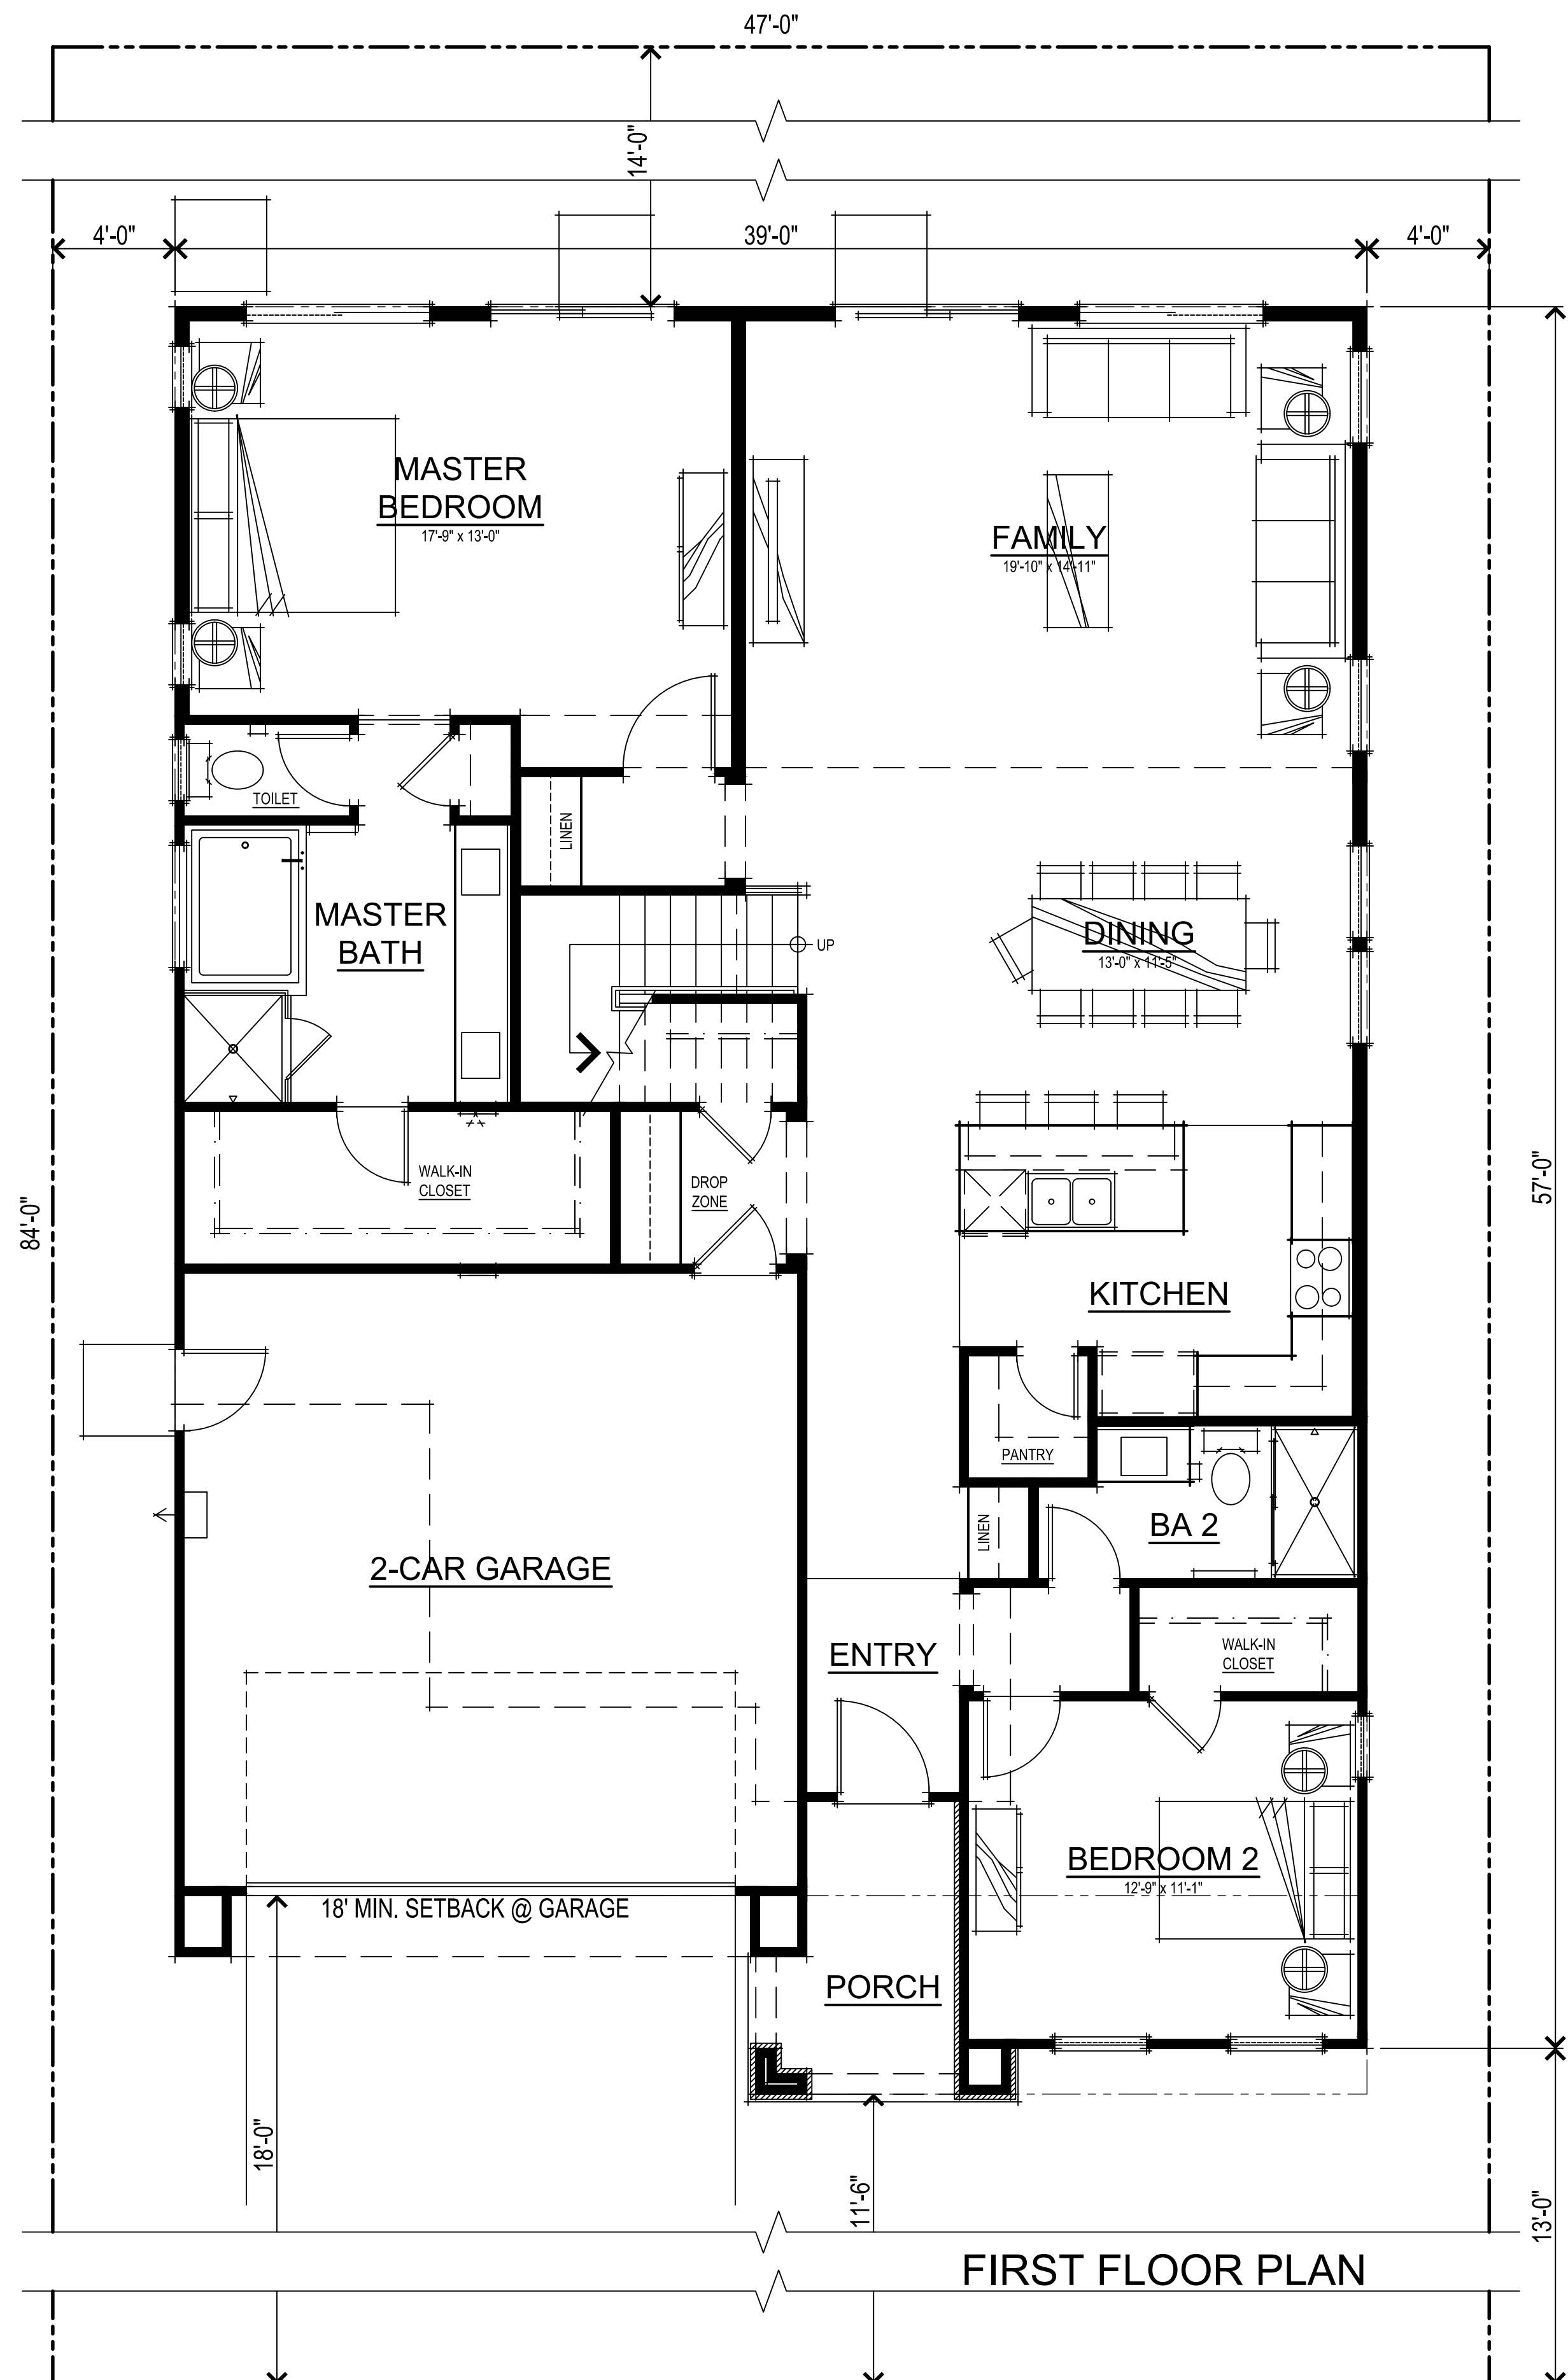 47'-0"
14'-0"
4'-0"
39'-0"
4'-0"
MASTER
BEDROOM
17'-9" x 13'-0"
FAMILY
19'-10" x 14'-11"
TOILET
LINEN
MASTER
BATH
UP
DINING
13'-0" x 11'-5"
WALK-IN
CLOSET
DROP
ZONE
84'-0"
57'-0"
KITCHEN
PANTRY
LINEN
BA 2
2-CAR GARAGE
ENTRY
WALK-IN
CLOSET
BEDROOM 2
12'-9" x 11'-1"
18' MIN. SETBACK @ GARAGE
PORCH
18'-0"
11'-6"
13'-0"
FIRST FLOOR PLAN